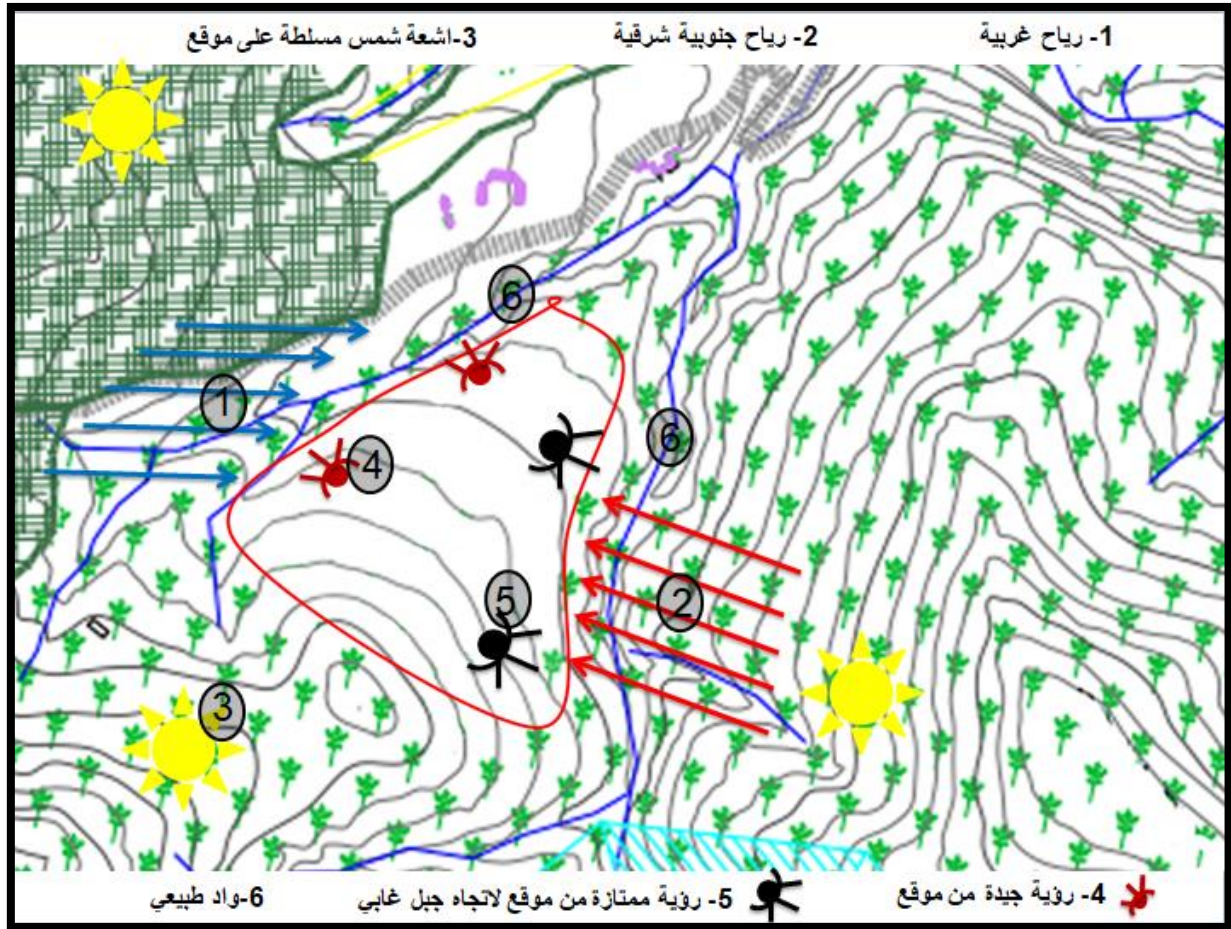 1- رياح غربية
2- رياح جنوبية شرقية
3-اشعة شمس مسلطة على موقع
6
1
4
6
5
2
3
4- رؤية جيدة من موقع
5- رؤية ممتازة من موقع لاتجاه جبل غابي
6-واد طبيعي